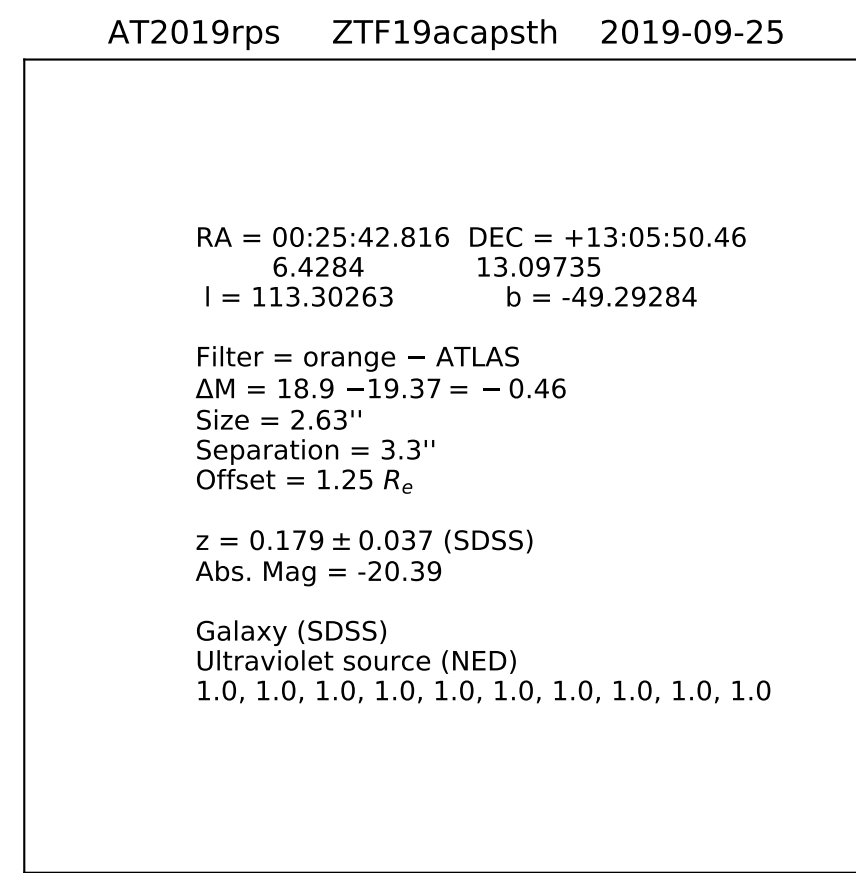 AT2019rps ZTF19acapsth 2019-09-25
RA = 00:25:42.816 DEC = +13:05:50.46
6.4284 13.09735
l = 113.30263 b = -49.29284
Filter = orange − ATLAS
ΔM = 18.9 −19.37 = − 0.46
Size = 2.63''
Separation = 3.3''
Offset = 1.25 Re
z = 0.179 ± 0.037 (SDSS)
Abs. Mag = -20.39
Galaxy (SDSS)
Ultraviolet source (NED)
1.0, 1.0, 1.0, 1.0, 1.0, 1.0, 1.0, 1.0, 1.0, 1.0